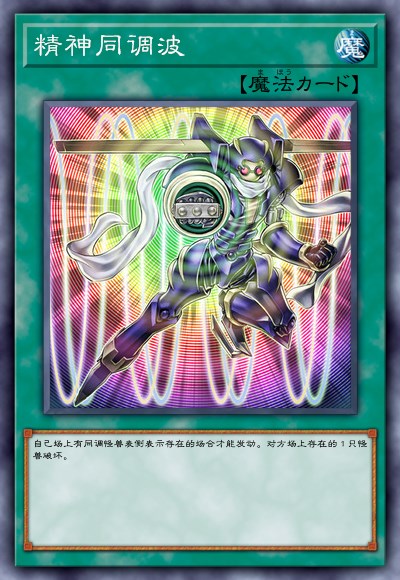 精神同调波
魔
【魔法カード】
自己场上有同调怪兽表侧表示存在的场合才能发动。对方场上存在的1只怪
兽破坏。